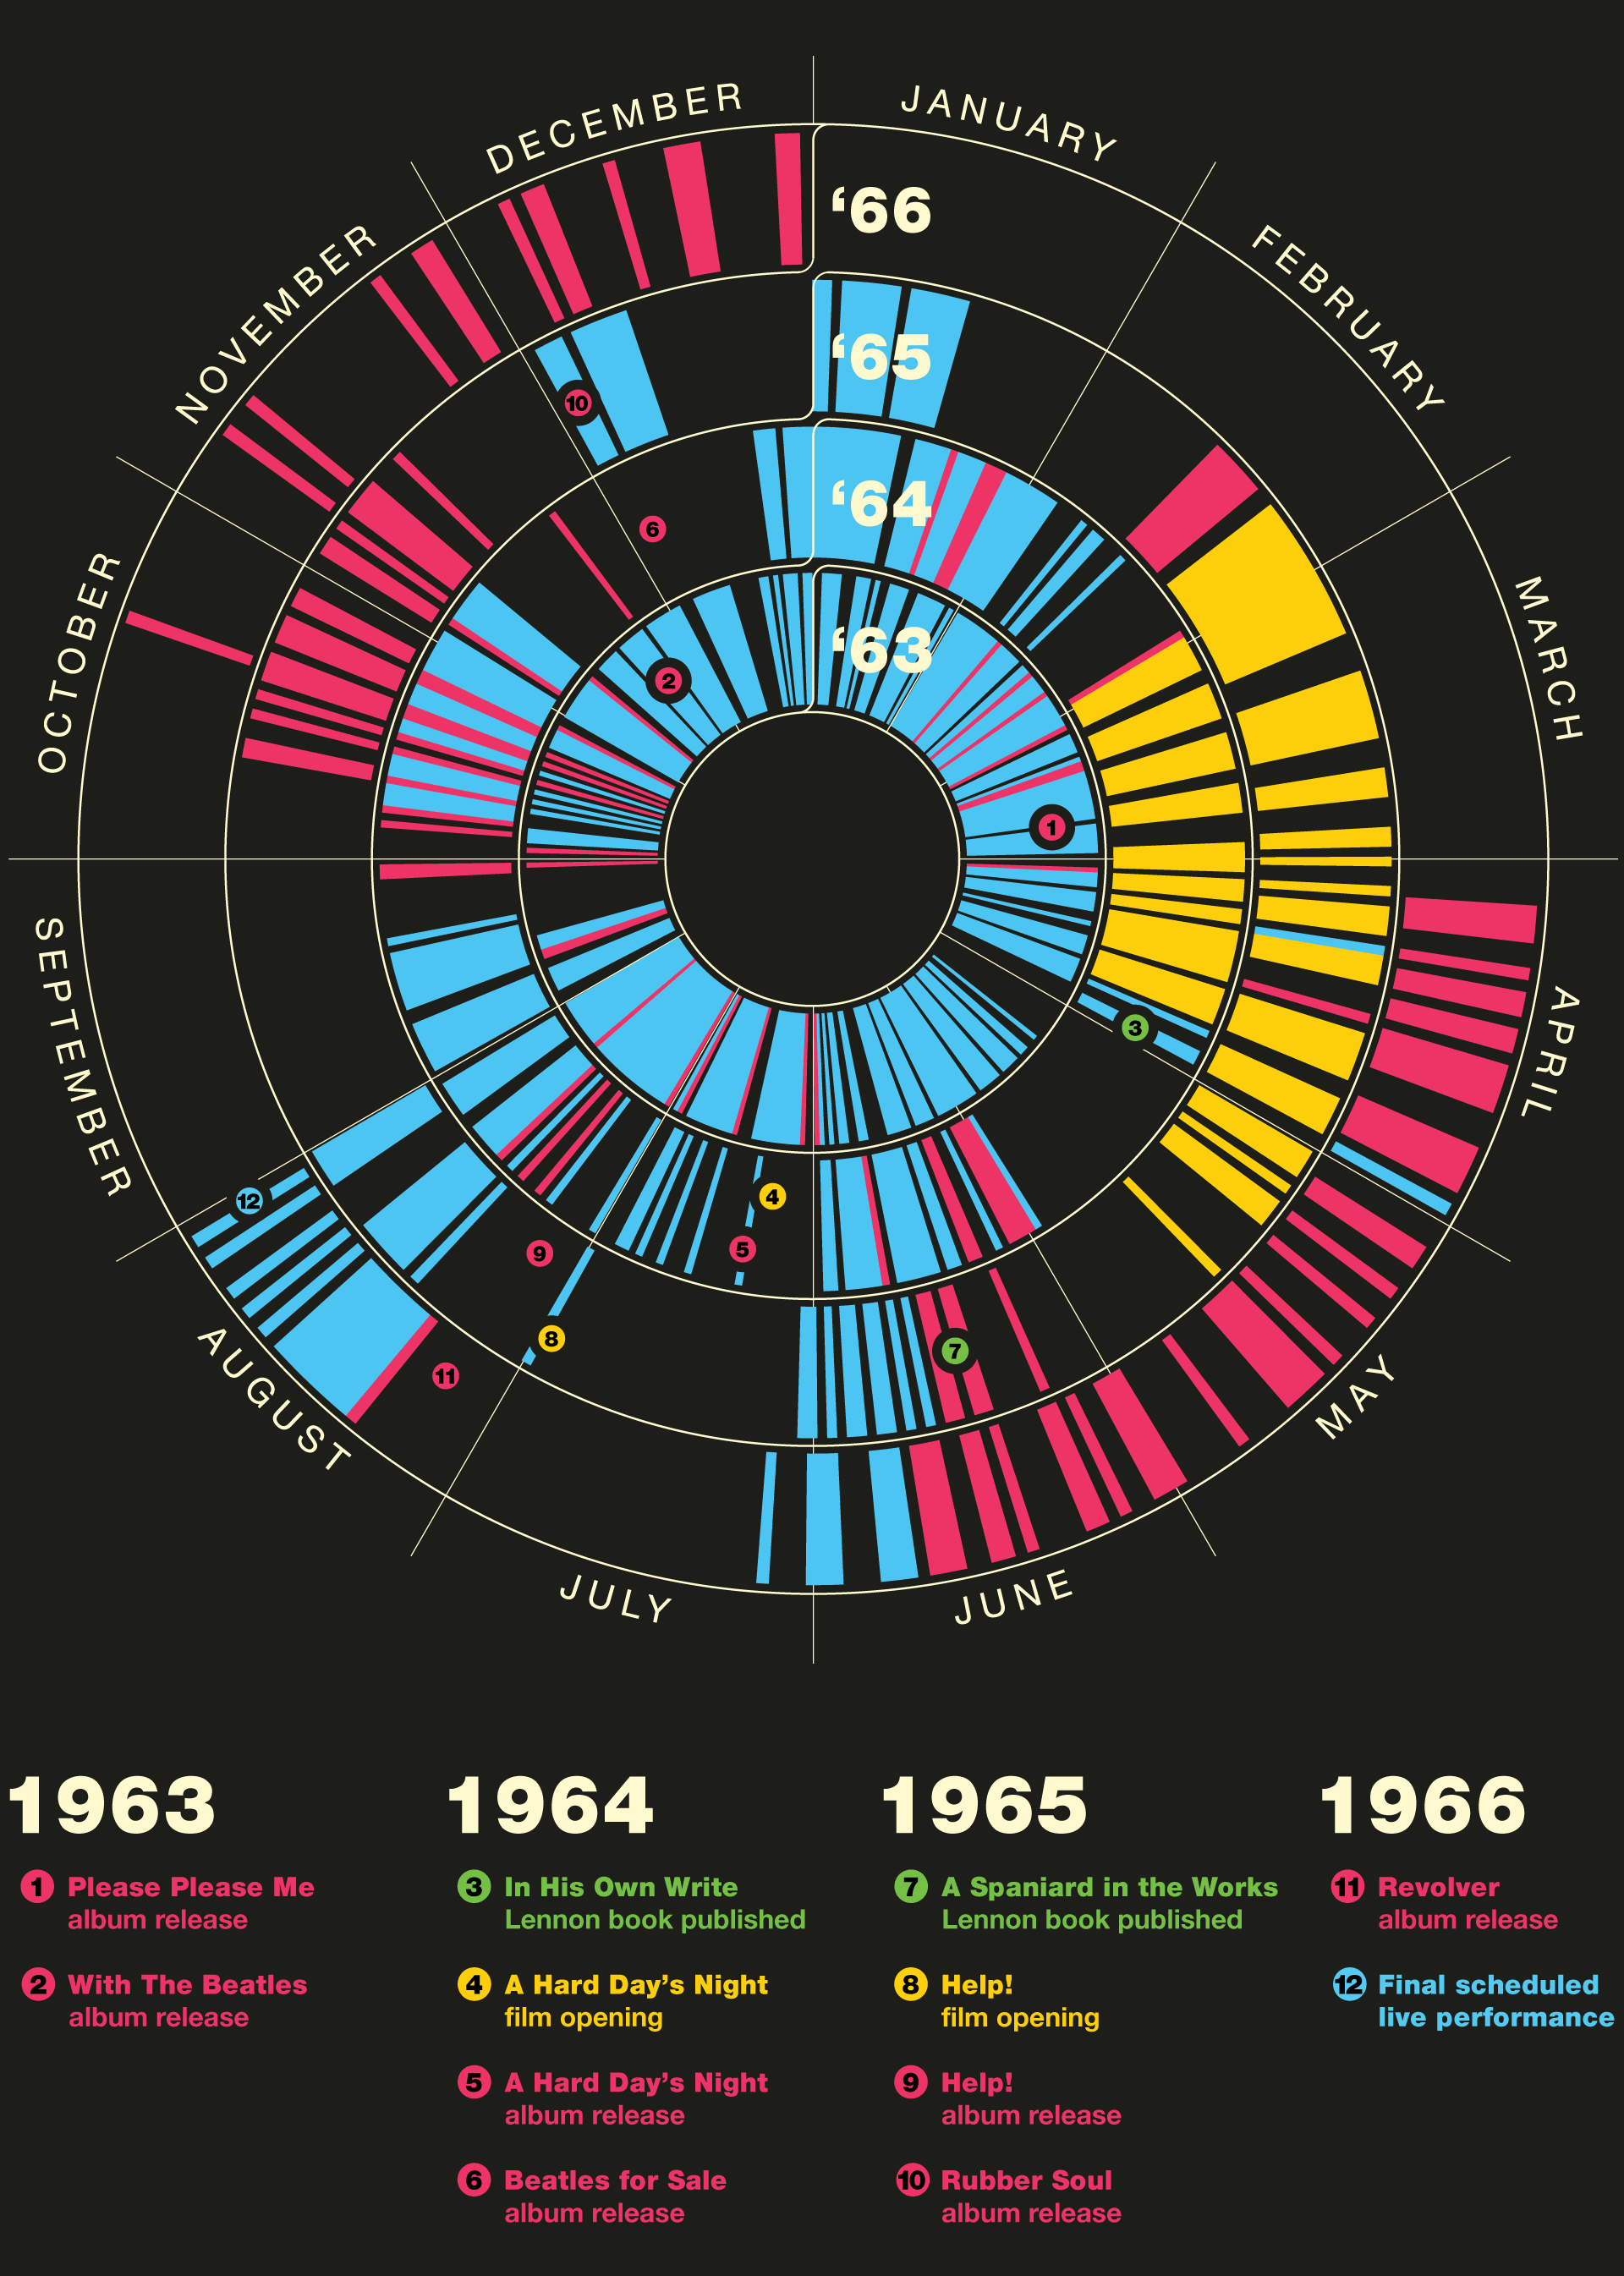 DECEMBER
JANUARY
‘66
NOVEMBER
FEBRUARY
‘65
10
6
‘64
OCTOBER
MARCH
‘63
2
1
SEPTEMBER
APRIL
3
12
4
9
5
8
7
11
AUGUST
MAY
JULY
JUNE
1963
1 Please Please Me
album release
2 With The Beatles
album release
1964
3 In His Own Write
Lennon book published
4 A Hard Day’s Night
film opening
5 A Hard Day’s Night
album release
6 Beatles for Sale
album release
1965
7 A Spaniard in the Works
Lennon book published
8 Help!
film opening
9 Help!
album release
10 Rubber Soul
album release
1966
11 Revolver
album release
12 Final scheduled
live performance